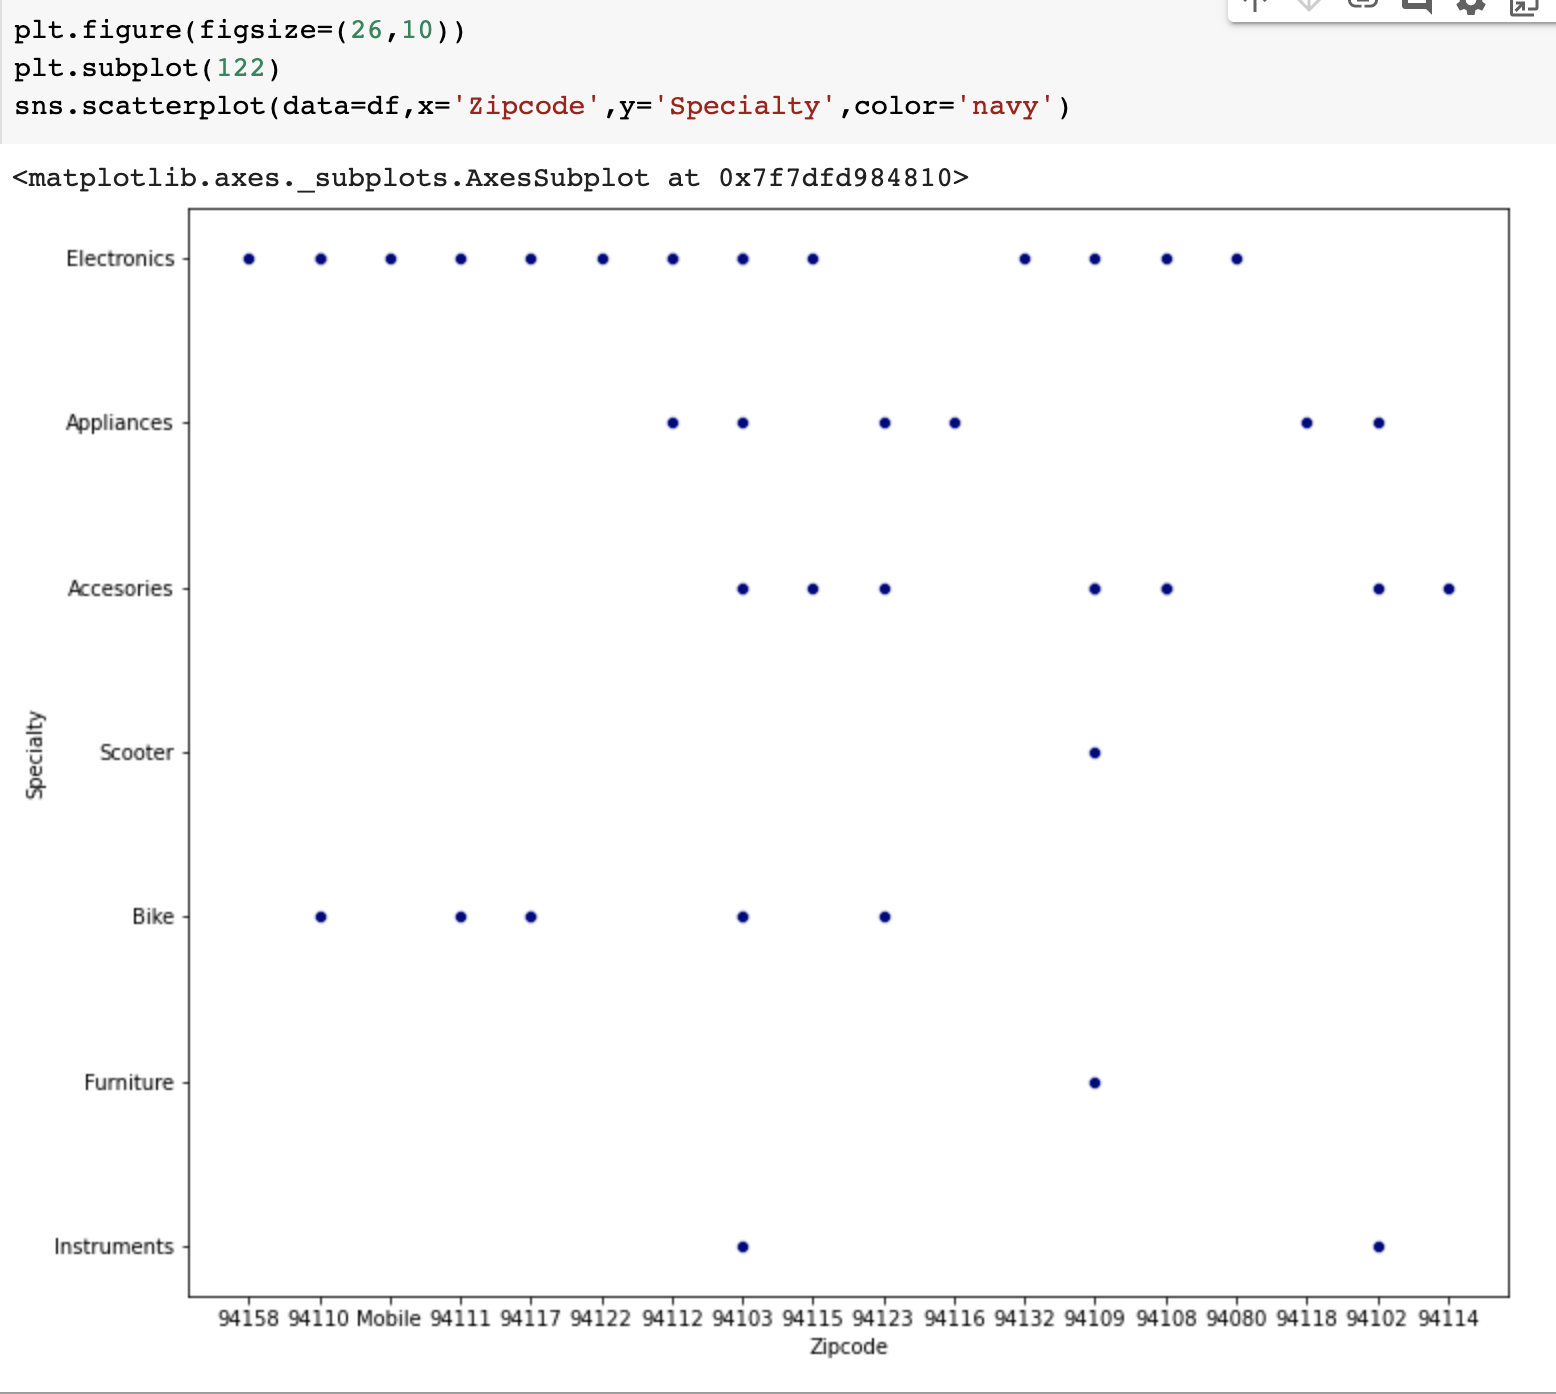 plt.figure(figsize=(26,10))
plt.subplot(122)
sns.scatterplot(data=df,x='Zipcode',y='Specialty',color='navy')
<matplotlib.axes._subplots.AxesSubplot at 0x7f7dfd984810>
Electronics
Appliances
Accesories
Specialty
Scooter
Bike
Furniture
Instruments
94158 94110 Mobile 94111 94117 94122 94112 94103 94115 94123 94116 94132 94109 94108 94080 94118 94102 94114
Zipcode